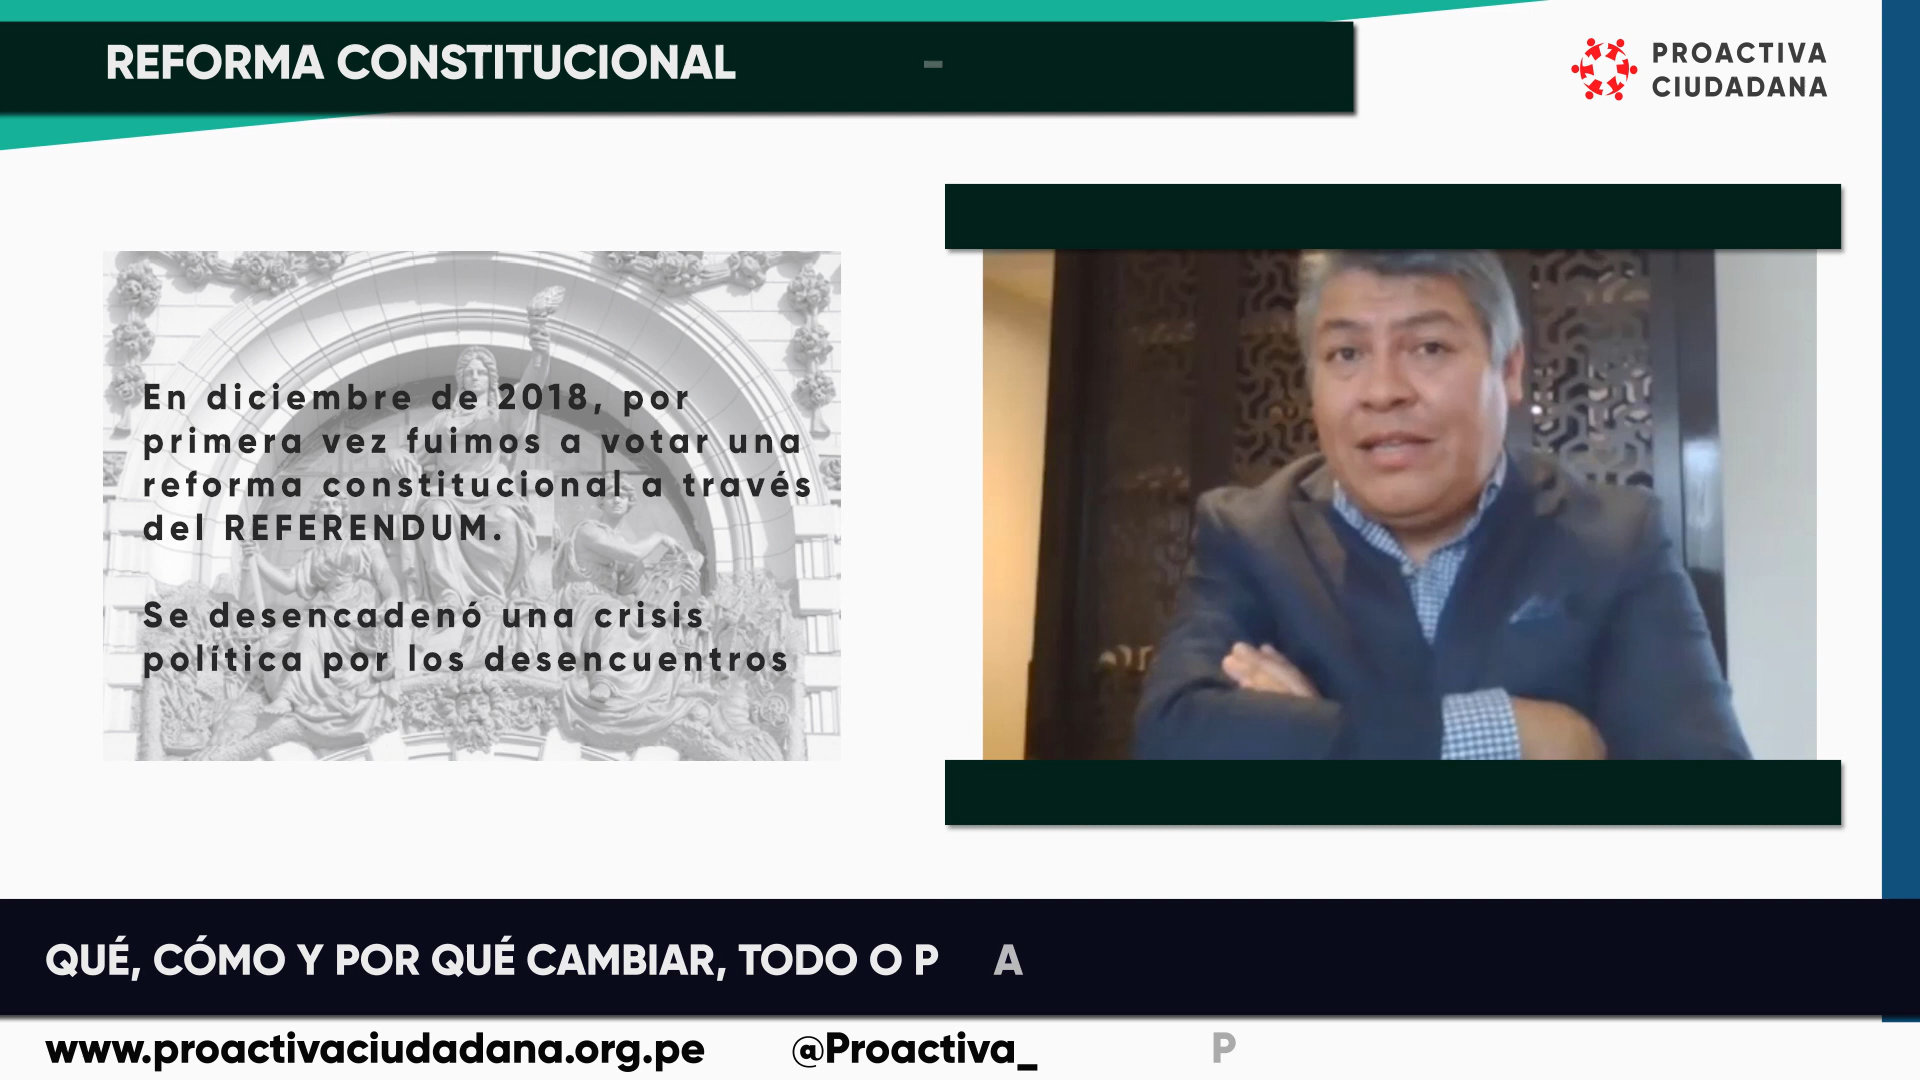 REFORMA CONSTITUCIONAL -
PROACTIVA
CIUDADANA
En diciembre de 2018, por
primera vez fuimos a votar una
reforma constitucional a través
del REFERENDUM.
Se desencadenó una crisis
política por los desencuentros
QUÉ, CÓMO Y POR QUÉ CAMBIAR, TODO O P A
www.proactivaciudadana.org.pe @Proactiva_ P